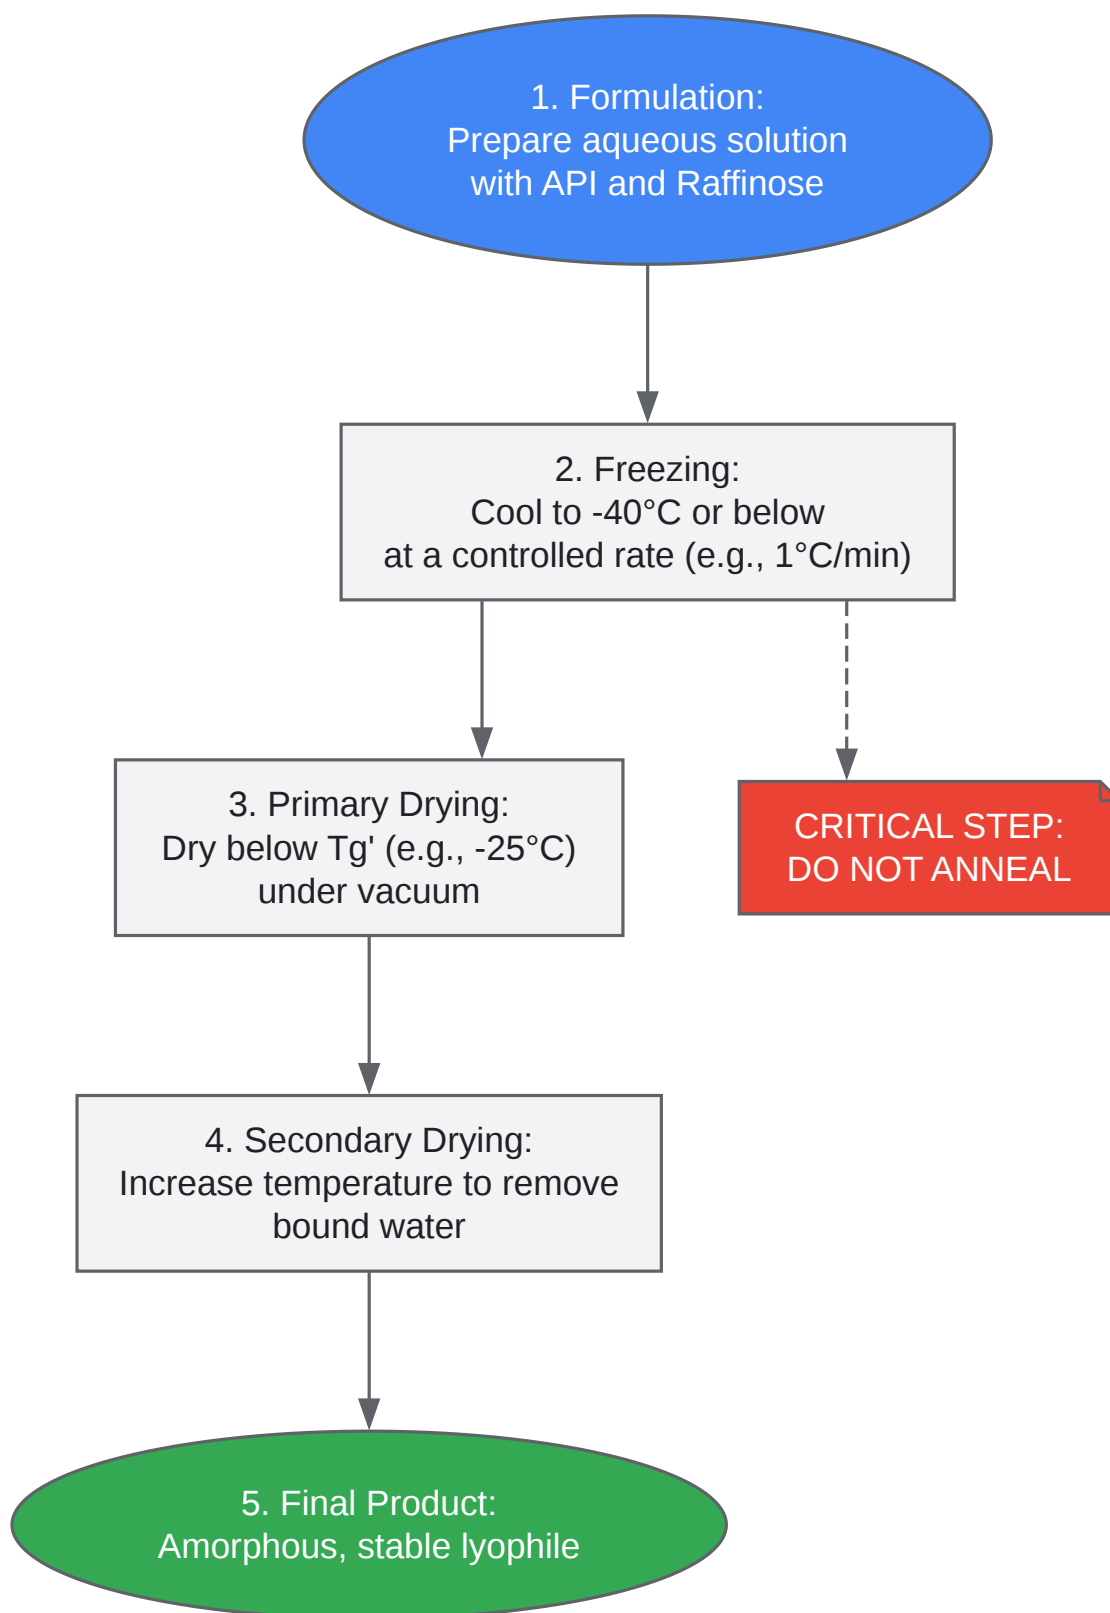 1. Formulation:
Prepare aqueous solution
with API and Raffinose
2. Freezing:
Cool to -40°C or below
at a controlled rate (e.g., 1°C/min)
3. Primary Drying:
Dry below Tg' (e.g., -25°C)
under vacuum
CRITICAL STEP:
DO NOT ANNEAL
4. Secondary Drying:
Increase temperature to remove
bound water
5. Final Product:
Amorphous, stable lyophile